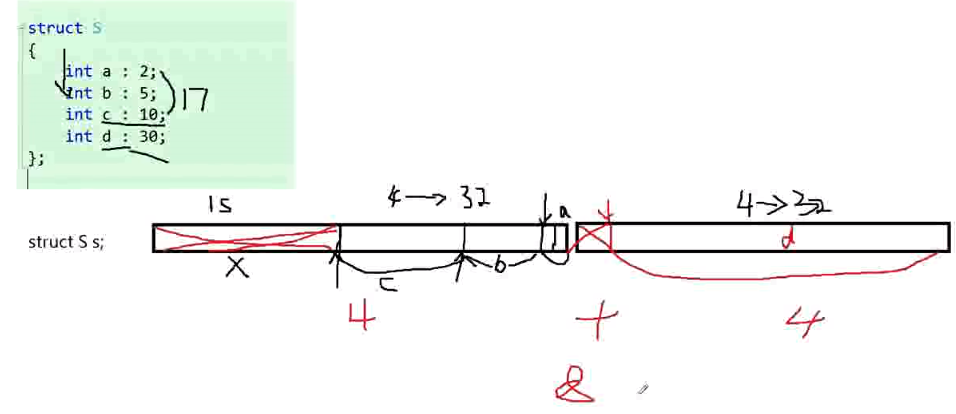 struct S
{
int a : 2;
int b : 5; 17
int c : 10;
int d : 30;
};
15 4 → 32 a 4 → 32
struct S s; d
X c b
4 + 4
8